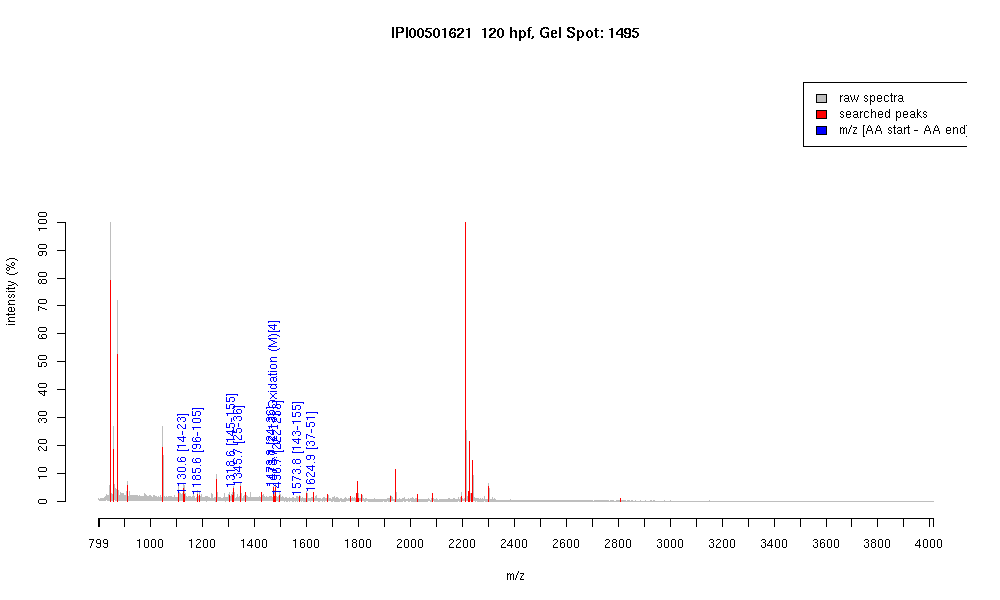 IPI00501621 120 hpf, Gel Spot: 1495
raw spectra
searched peaks
m/z [AA start - AA end]
intensity (%)
100
90
80
70
60
50
40
30
20
10
0
1130.6 [14-23]
1185.6 [96-105]
1318.6 [145-155]
1345.7 [25-36]
Oxidation (M)[4]
1573.8 [143-155]
1624.9 [37-51]
799 1000 1200 1400 1600 1800 2000 2200 2400 2600 2800 3000 3200 3400 3600 3800 4000
m/z